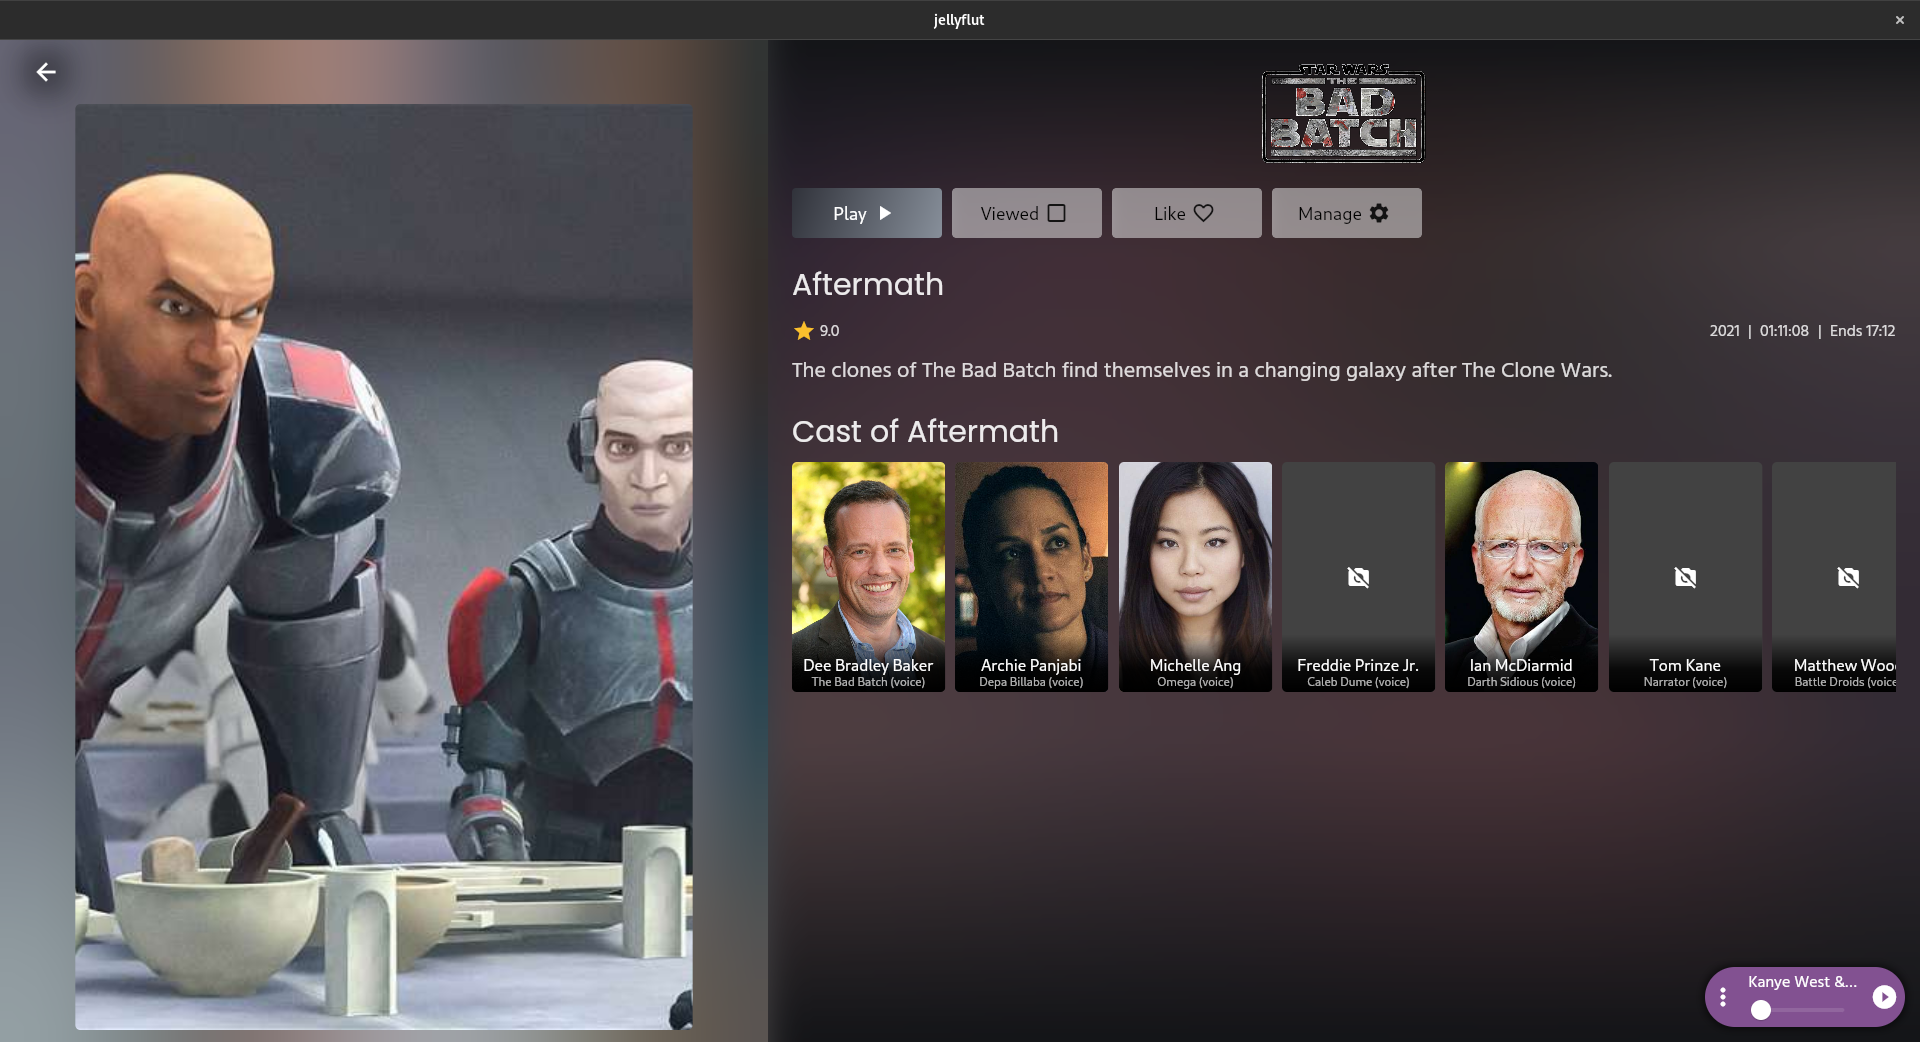 jellyflut
STAR WARS
THE
BAD
BATCH
Play
Viewed
Like
Manage
Aftermath
9.0
2021 | 01:11:08 | Ends 17:12
The clones of The Bad Batch find themselves in a changing galaxy after The Clone Wars.
Cast of Aftermath
Dee Bradley Baker
The Bad Batch (voice)
Archie Panjabi
Depa Billaba (voice)
Michelle Ang
Omega (voice)
Freddie Prinze Jr.
Caleb Dume (voice)
Ian McDiarmid
Darth Sidious (voice)
Tom Kane
Narrator (voice)
Matthew Woo
Battle Droids (voice
Kanye West &...